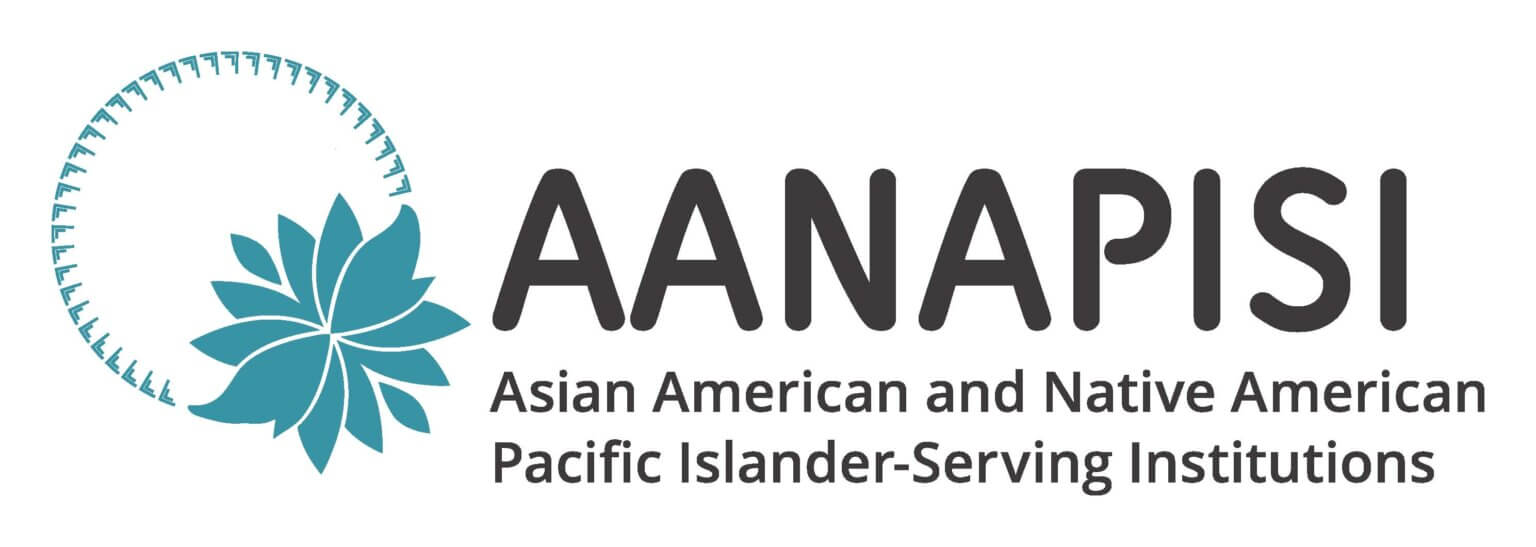 AANAPISI
Asian American and Native American
Pacific Islander-Serving Institutions